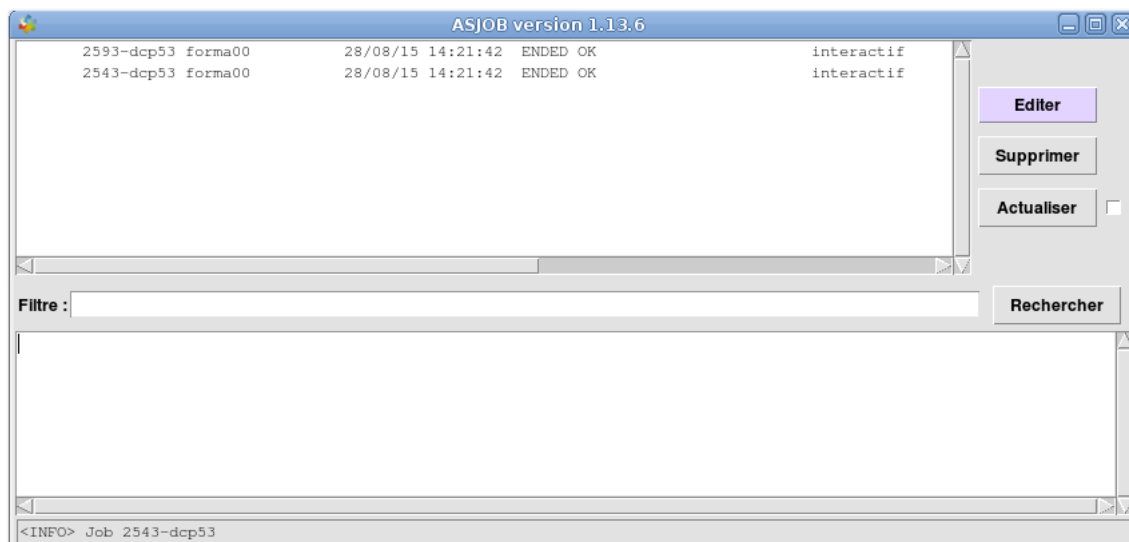 ASJOB version 1.13.6
2593-dcp53 forma00 28/08/15 14:21:42 ENDED OK interactif
2543-dcp53 forma00 28/08/15 14:21:42 ENDED OK interactif
Editer
Supprimer
Actualiser
Filtre :
Rechercher
<INFO> Job 2543-dcp53